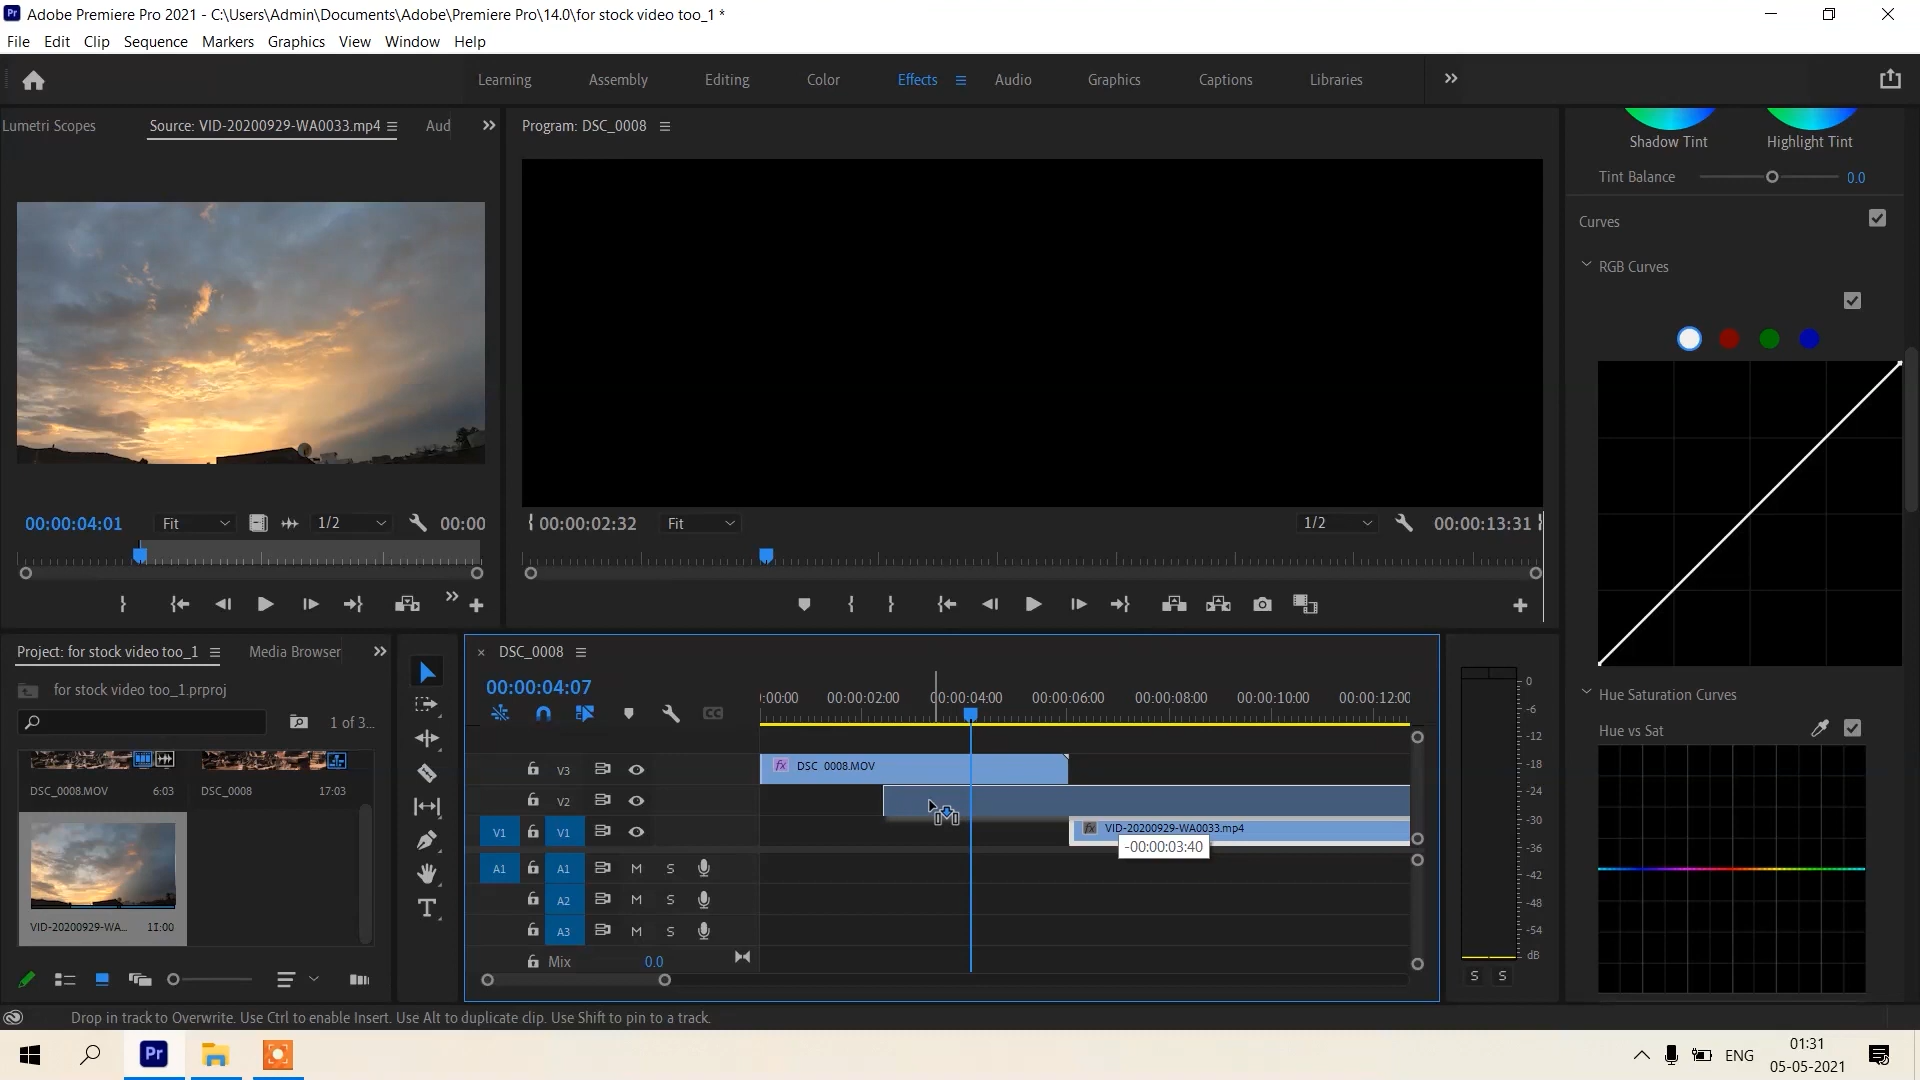 Adobe Premiere Pro 2021 - C:\Users\Admin\Documents\Adobe\Premiere Pro\14.0\for stock video too_1 *
File Edit Clip Sequence Markers Graphics View Window Help
Learning Assembly Editing Color Effects Audio Graphics Captions Libraries
Lumetri Scopes Source: VID-20200929-WA0033.mp4 Aud
Program: DSC_0008
Shadow Tint Highlight Tint
Tint Balance 0.0
Curves
RGB Curves
00:00:04:01 Fit 1/2 00:00
00:00:02:32 Fit 1/2 00:00:13:31
Project: for stock video too_1 Media Browser
for stock video too_1.prproj
1 of 3...
DSC_0008.MOV 6:03 DSC_0008 17:03
VID-20200929-WA... 11:00
DSC_0008
00:00:04:07
:00:00 00:00:02:00 00:00:04:00 00:00:06:00 00:00:08:00 00:00:10:00 00:00:12:00
V3 fx DSC_0008.MOV
V2
V1 V1 fx VID-20200929-WA0033.mp4
-00:00:03:40
A1 A1 M S
A2 M S
A3 M S
Mix 0.0
0
-6
-12
-18
-24
-30
-36
-42
-48
-54
dB
S S
Hue Saturation Curves
Hue vs Sat
Drop in track to Overwrite. Use Ctrl to enable Insert. Use Alt to duplicate clip. Use Shift to pin to a track.
Pr
ENG
01:31
05-05-2021